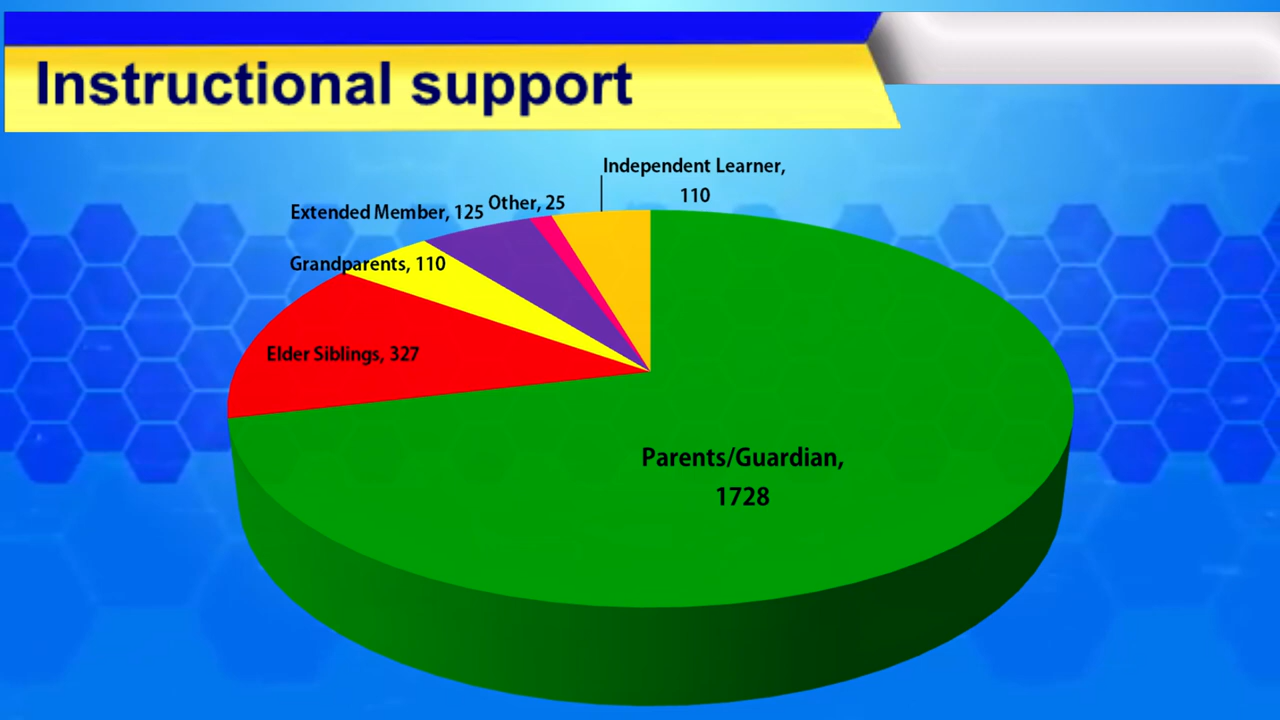 Instructional support
Independent Learner,
110
Extended Member, 125
Other, 25
Grandparents, 110
Elder Siblings, 327
Parents/Guardian,
1728